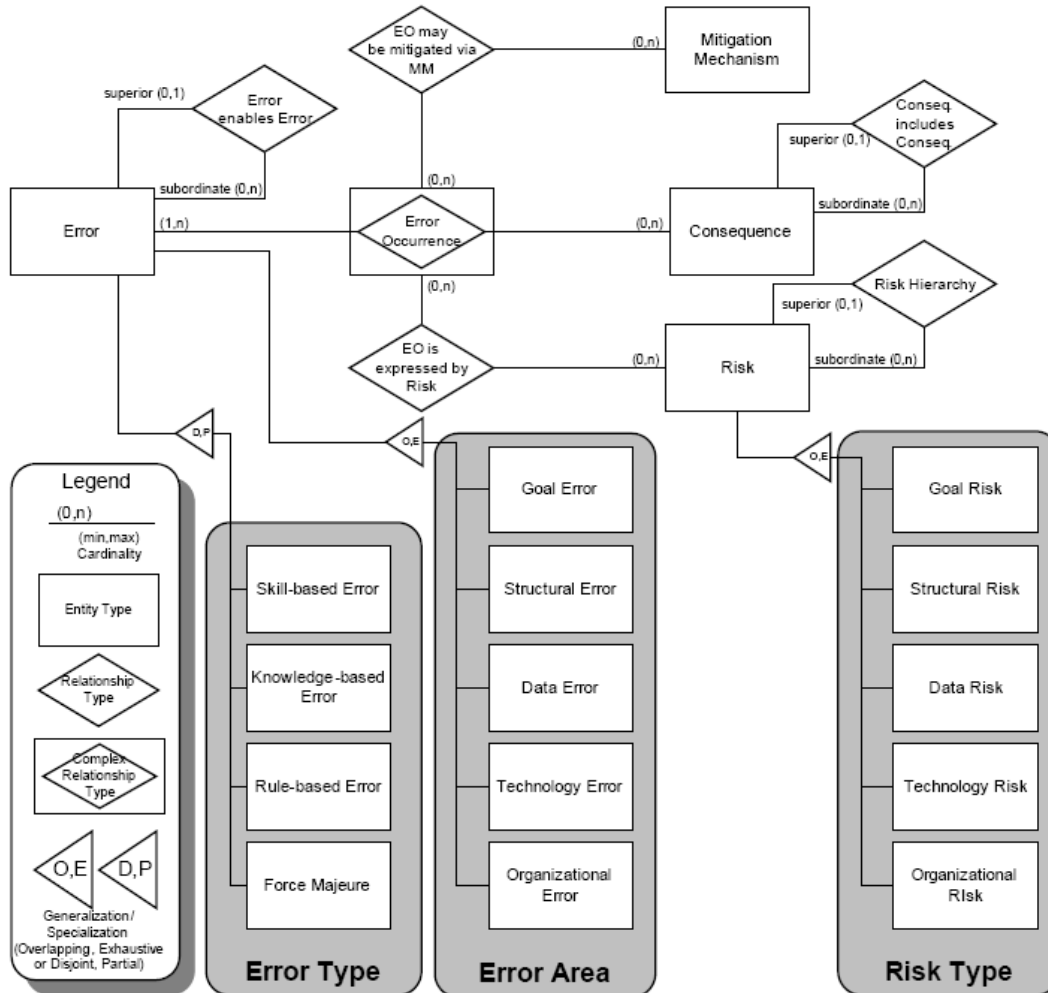 EO may
be mitigated via
MM
(0,n)
Mitigation
Mechanism
superior (0,1)
Error
enables Error
Conseq.
includes
Conseq.
superior (0,1)
subordinate (0,n)
(0,n)
subordinate (0,n)
Error
(1,n)
Error
Occurrence
(0,n)
Consequence
(0,n)
Risk Hierarchy
superior (0,1)
EO is
expressed by
Risk
(0,n)
Risk
subordinate (0,n)
D,P
O,E
O,E
Legend
(0,n)
(min,max)
Cardinality
Entity Type
Relationship
Type
Complex
Relationship
Type
O,E
D,P
Generalization/
Specialization
(Overlapping, Exhaustive
or Disjoint, Partial)
Skill-based Error
Knowledge-based
Error
Rule-based Error
Force Majeure
Error Type
Goal Error
Structural Error
Data Error
Technology Error
Organizational
Error
Error Area
Goal Risk
Structural Risk
Data Risk
Technology Risk
Organizational
RIsk
Risk Type